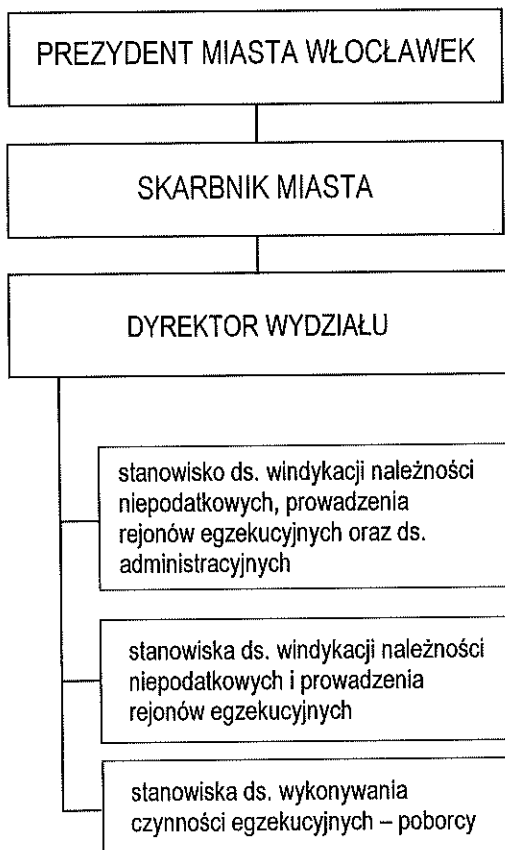 PREZYDENT MIASTA WŁOCŁAWEK
SKARBNIK MIASTA
DYREKTOR WYDZIAŁU
stanowisko ds. windykacji należności
niepodatkowych, prowadzenia
rejonów egzekucyjnych oraz ds.
administracyjnych
stanowiska ds. windykacji należności
niepodatkowych i prowadzenia
rejonów egzekucyjnych
stanowiska ds. wykonywania
czynności egzekucyjnych – poborcy